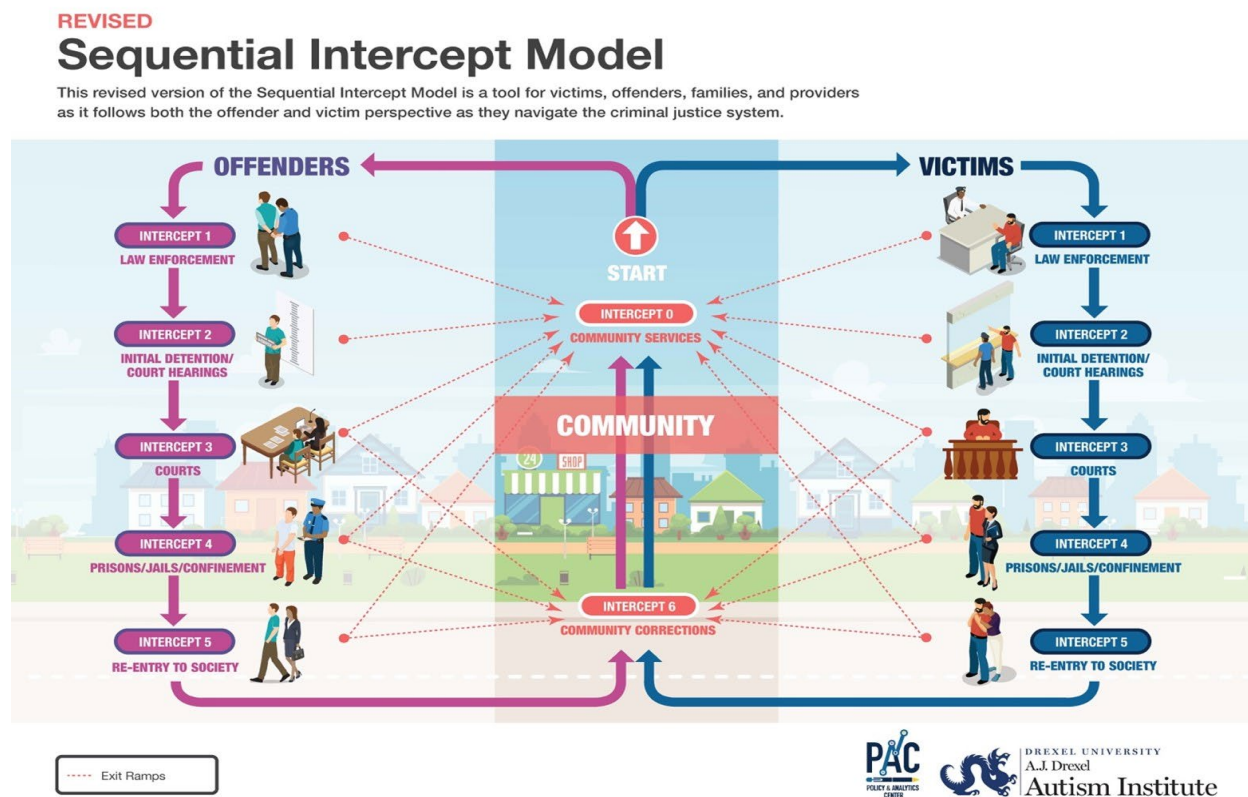 REVISED
Sequential Intercept Model
This revised version of the Sequential Intercept Model is a tool for victims, offenders, families, and providers
as it follows both the offender and victim perspective as they navigate the criminal justice system.
OFFENDERS
VICTIMS
START
INTERCEPT 1
LAW ENFORCEMENT
INTERCEPT 2
INITIAL DETENTION/
COURT HEARINGS
INTERCEPT 3
COURTS
INTERCEPT 4
PRISONS/JAILS/CONFINEMENT
INTERCEPT 5
RE-ENTRY TO SOCIETY
INTERCEPT 0
COMMUNITY SERVICES
COMMUNITY
24
SHOP
INTERCEPT 6
COMMUNITY CORRECTIONS
INTERCEPT 1
LAW ENFORCEMENT
INTERCEPT 2
INITIAL DETENTION/
COURT HEARINGS
INTERCEPT 3
COURTS
INTERCEPT 4
PRISONS/JAILS/CONFINEMENT
INTERCEPT 5
RE-ENTRY TO SOCIETY
Exit Ramps
PAC
POLICY & ANALYTICS
CENTER
DREXEL UNIVERSITY
A.J. Drexel
Autism Institute